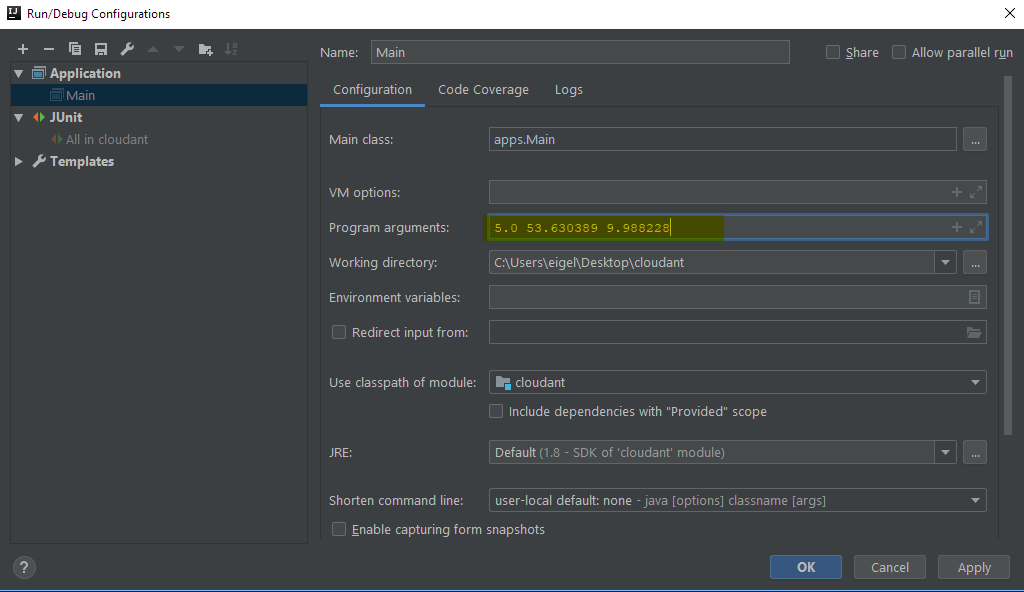 Run/Debug Configurations
Application
Main
JUnit
All in cloudant
Templates
Name: Main
Share
Allow parallel run
Configuration Code Coverage Logs
Main class: apps.Main ...
VM options:
Program arguments: 5.0 53.630389 9.988228
Working directory: C:\Users\eigel\Desktop\cloudant ...
Environment variables:
Redirect input from:
Use classpath of module: cloudant
Include dependencies with "Provided" scope
JRE: Default (1.8 - SDK of 'cloudant' module) ...
Shorten command line: user-local default: none - java [options] classname [args]
Enable capturing form snapshots
? OK Cancel Apply